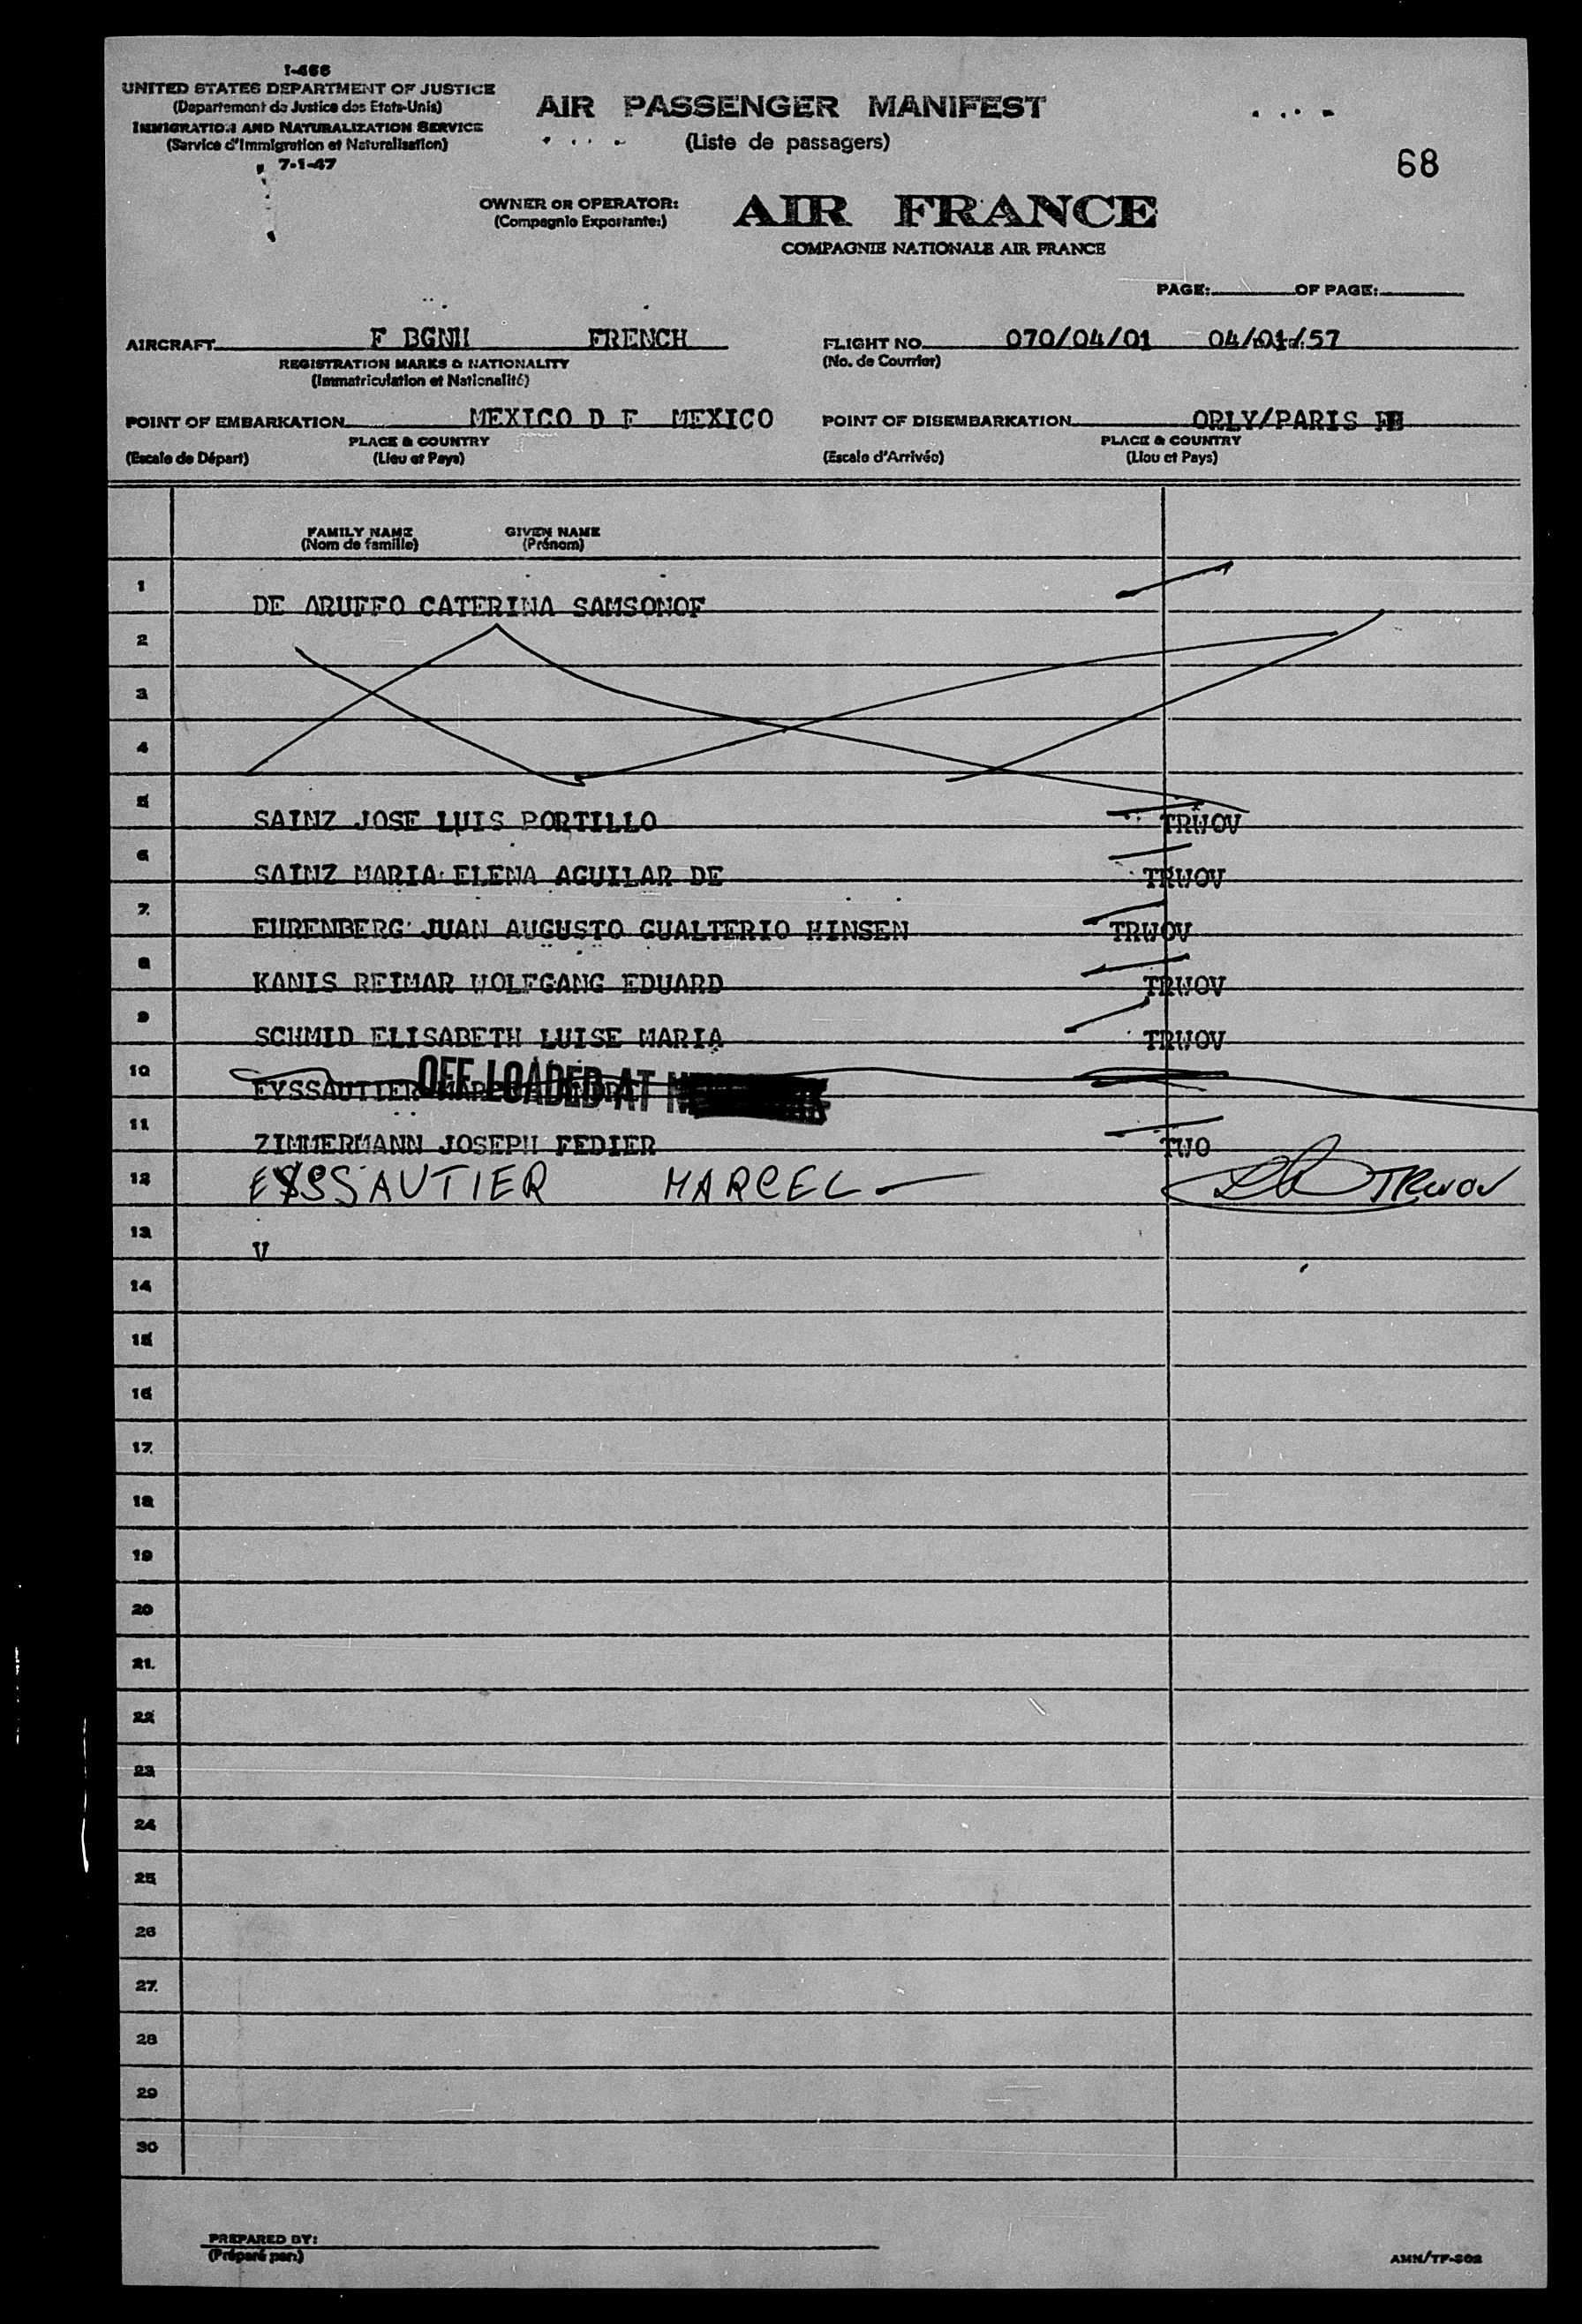 I-466
UNITED STATES DEPARTMENT OF JUSTICE
(Departement de Justice des Etats-Unis)
IMMIGRATION AND NATURALIZATION SERVICE
(Service d'Immigration et Naturalisation)
7-1-47
AIR PASSENGER MANIFEST
(Liste de passagers)
68
OWNER OR OPERATOR: AIR FRANCE
(Compagnie Exportante:)
COMPAGNIE NATIONALE AIR FRANCE
PAGE: OF PAGE:
AIRCRAFT F BGNH FRENCH
REGISTRATION MARKS & NATIONALITY
(Immatriculation et Nationalité)
FLIGHT NO. 070/04/01 04/01/57
(No. de Courrier)
POINT OF EMBARKATION MEXICO D F MEXICO
PLACE & COUNTRY
(Escale de Départ) (Lieu et Pays)
POINT OF DISEMBARKATION ORLY/PARIS
PLACE & COUNTRY
(Escale d'Arrivée) (Lieu et Pays)
FAMILY NAME GIVEN NAME
(Nom de famille) (Prénom)
1 DE ARUFFO CATERINA SAMSONOF
2
3
4
5 SAINZ JOSE LUIS PORTILLO TRWOV
6 SAINZ MARIA ELENA AGUILAR DE TRWOV
7 EHRENBERG JUAN AUGUSTO GUALTERIO HINSEN TRWOV
8 KANIS REIMAR WOLFGANG EDUARD TRWOV
9 SCHMID ELISABETH LUISE MARIA TRWOV
10 EYSSAUTIER OFF LOADED AT
11 ZIMMERMANN JOSEPH FEDIER TWO
12 EYSSAUTIER MARCEL TRWOV
13 V
14
15
16
17
18
19
20
21
22
23
24
25
26
27
28
29
30
PREPARED BY:
(Préparé par:)
AMN/TF-302